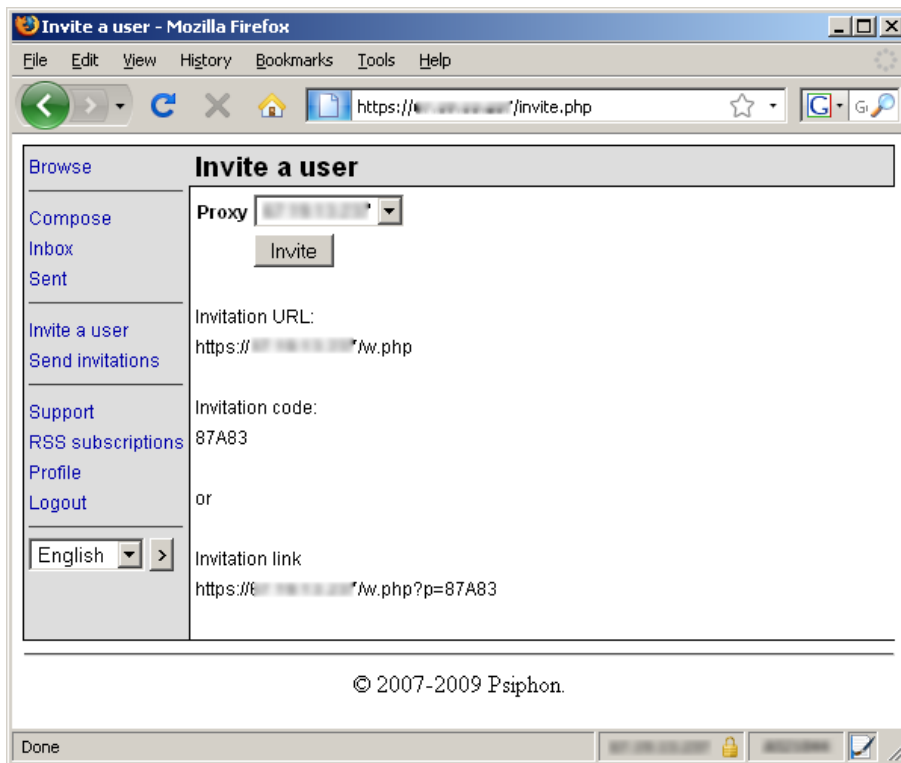 Invite a user - Mozilla Firefox
File Edit View History Bookmarks Tools Help
https:// /invite.php
G
Browse
Compose
Inbox
Sent
Invite a user
Send invitations
Support
RSS subscriptions
Profile
Logout
English >
Invite a user
Proxy
Invite
Invitation URL:
https:// /w.php
Invitation code:
87A83
or
Invitation link
https:// /w.php?p=87A83
© 2007-2009 Psiphon.
Done